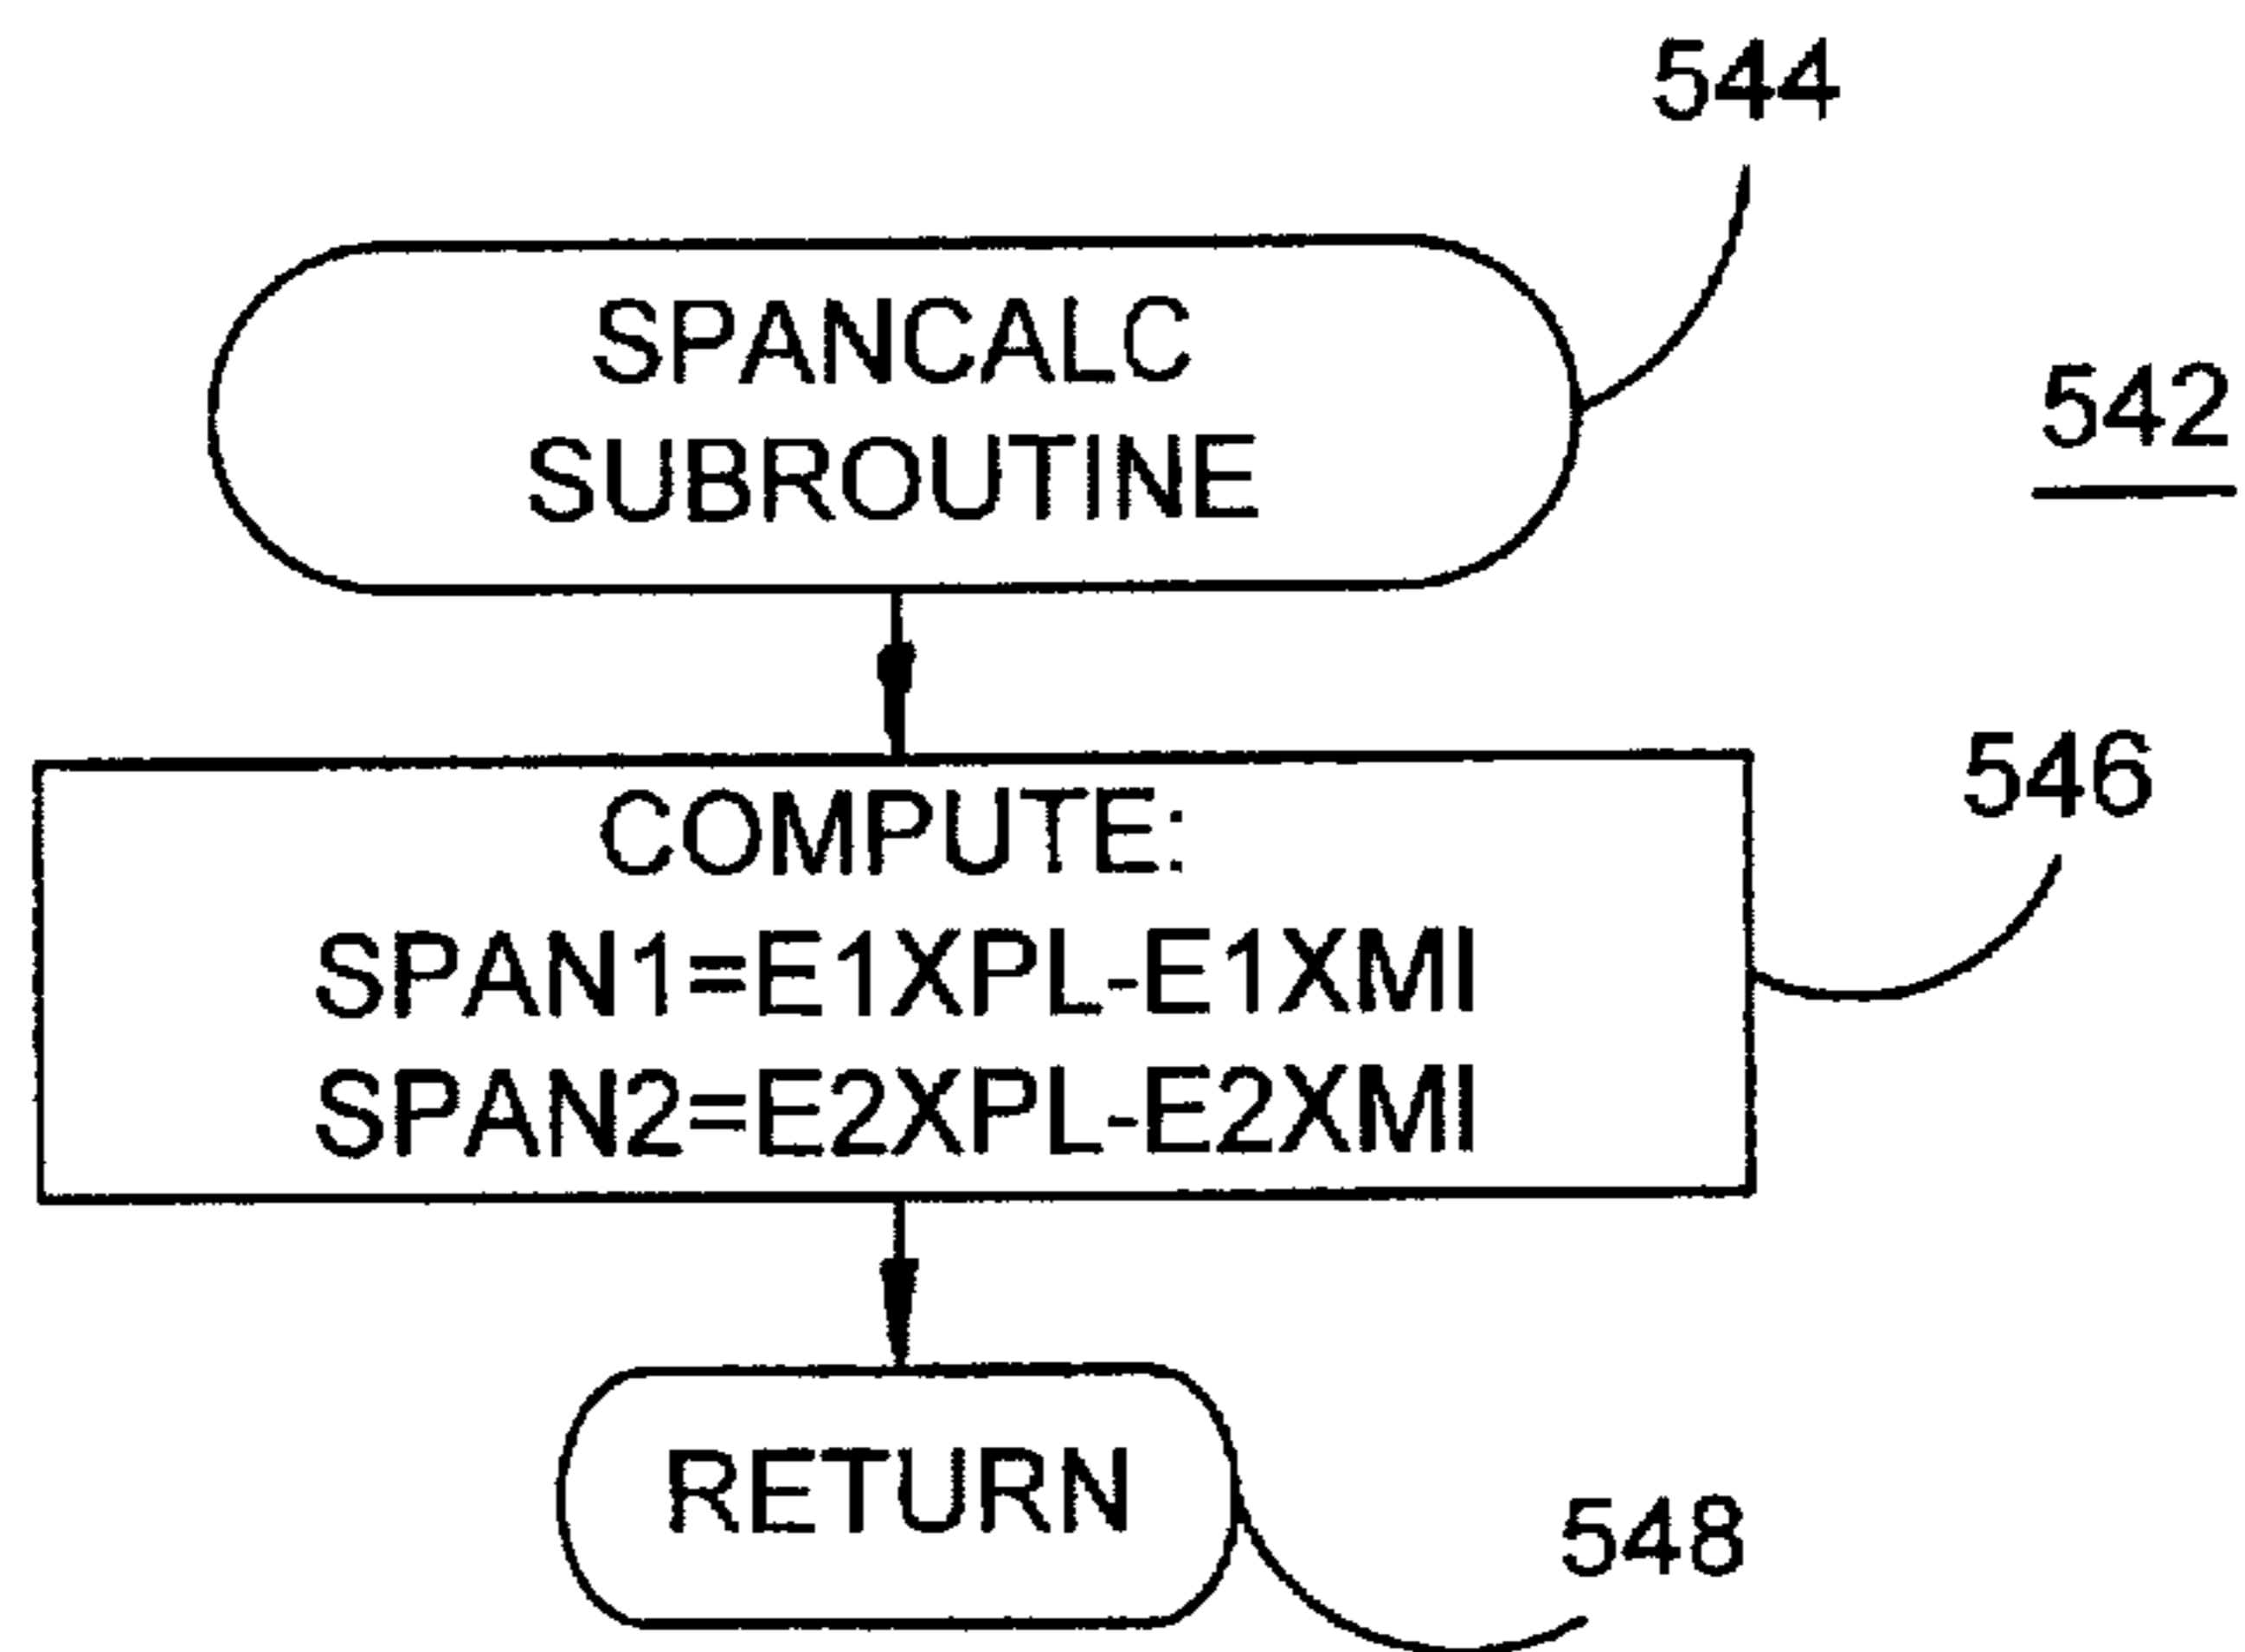 544
SPANCALC
SUBROUTINE
542
COMPUTE:
SPAN1=E1XPL-E1XMI
SPAN2=E2XPL-E2XMI
546
RETURN
548